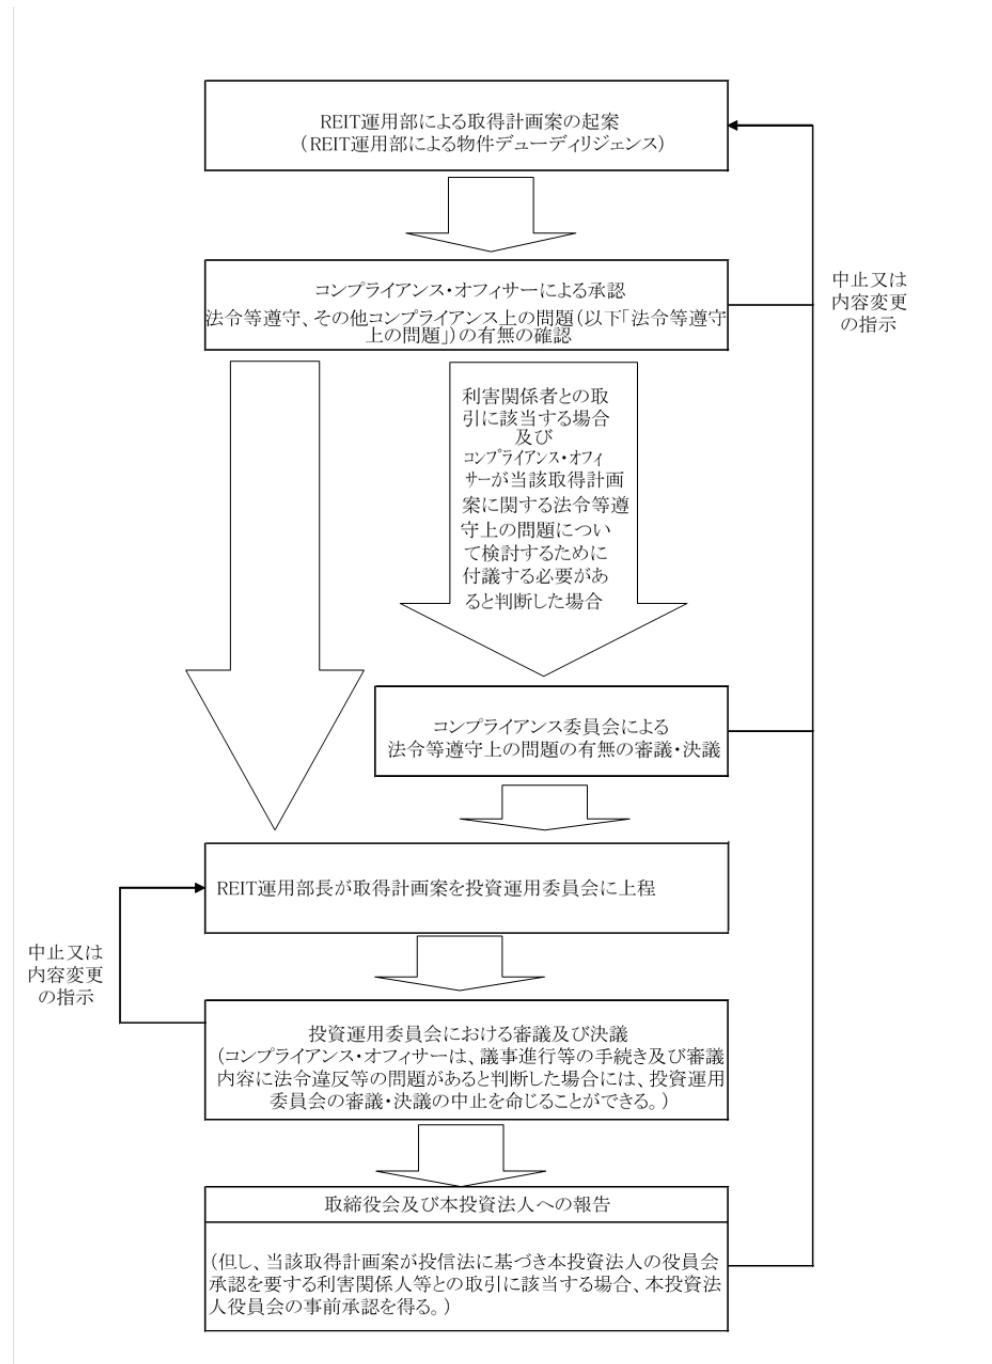 REIT運用部による取得計画案の起案
（REIT運用部による物件デューディリジェンス）
コンプライアンス・オフィサーによる承認
法令等遵守、その他コンプライアンス上の問題（以下「法令等遵守
上の問題」）の有無の確認
中止又は
内容変更
の指示
利害関係者との取
引に該当する場合
及び
コンプライアンス・オフィ
サーが当該取得計画
案に関する法令等遵
守上の問題につい
て検討するために
付議する必要があ
ると判断した場合
コンプライアンス委員会による
法令等遵守上の問題の有無の審議・決議
REIT運用部長が取得計画案を投資運用委員会に上程
中止又は
内容変更
の指示
投資運用委員会における審議及び決議
（コンプライアンス・オフィサーは、議事進行等の手続き及び審議
内容に法令違反等の問題があると判断した場合には、投資運用
委員会の審議・決議の中止を命じることができる。）
取締役会及び本投資法人への報告
（但し、当該取得計画案が投信法に基づき本投資法人の役員会
承認を要する利害関係人等との取引に該当する場合、本投資法
人役員会の事前承認を得る。）